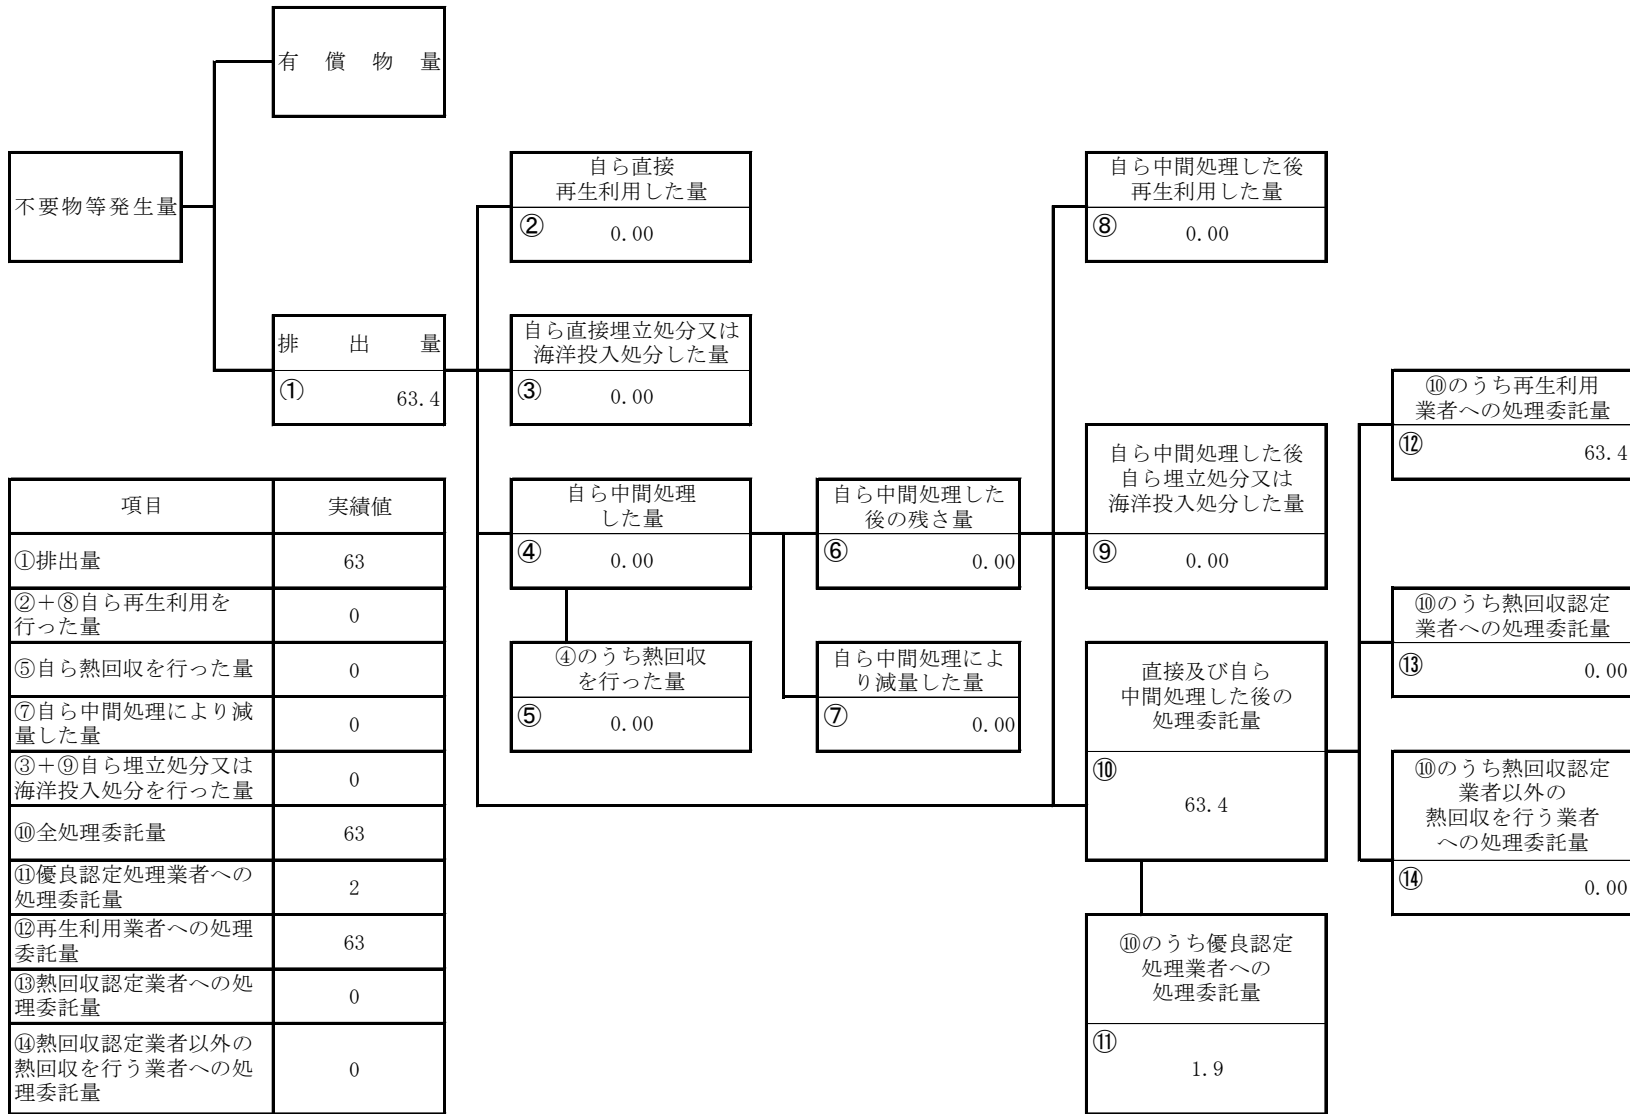 有償物量
不要物等発生量
排出量
①
63.4
自ら直接
再生利用した量
②
0.00
自ら直接埋立処分又は
海洋投入処分した量
③
0.00
自ら中間処理
した量
④
0.00
④のうち熱回収
を行った量
⑤
0.00
自ら中間処理した
後の残さ量
⑥
0.00
自ら中間処理によ
り減量した量
⑦
0.00
自ら中間処理した後
再生利用した量
⑧
0.00
自ら中間処理した後
自ら埋立処分又は
海洋投入処分した量
⑨
0.00
直接及び自ら
中間処理した後の
処理委託量
⑩
63.4
⑩のうち優良認定
処理業者への
処理委託量
⑪
1.9
⑩のうち再生利用
業者への処理委託量
⑫
63.4
⑩のうち熱回収認定
業者への処理委託量
⑬
0.00
⑩のうち熱回収認定
業者以外の
熱回収を行う業者
への処理委託量
⑭
0.00
項目 実績値
①排出量 63
②＋⑧自ら再生利用を
行った量 0
⑤自ら熱回収を行った量 0
⑦自ら中間処理により減
量した量 0
③＋⑨自ら埋立処分又は
海洋投入処分を行った量 0
⑩全処理委託量 63
⑪優良認定処理業者への
処理委託量 2
⑫再生利用業者への処理
委託量 63
⑬熱回収認定業者への処
理委託量 0
⑭熱回収認定業者以外の
熱回収を行う業者への処
理委託量 0